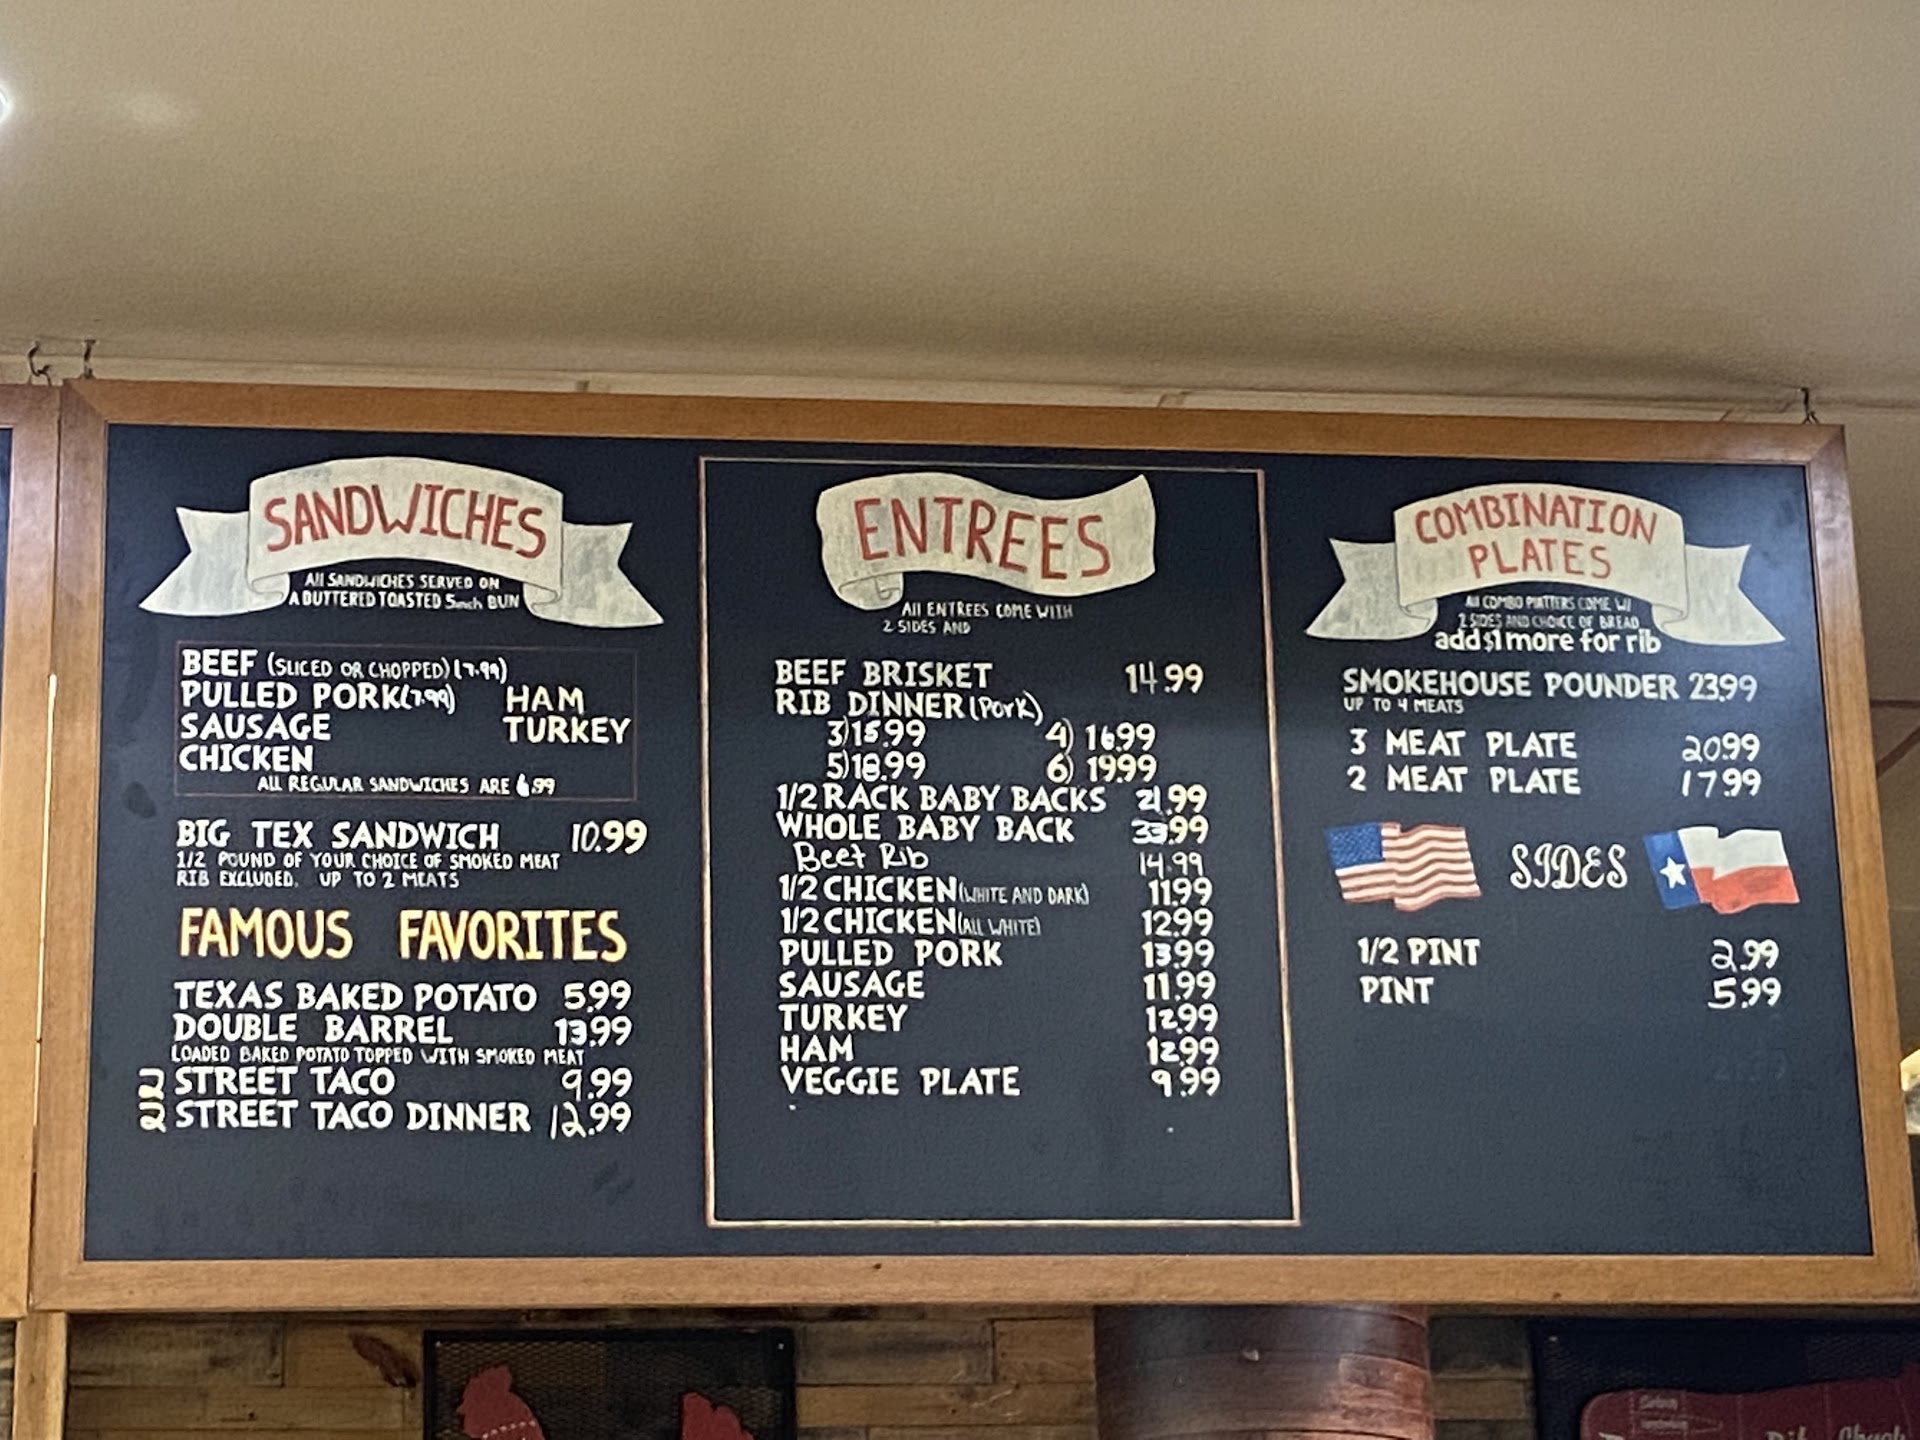 SANDWICHES
All SANDWICHES SERVED ON
A BUTTERED TOASTED 5inch BUN
BEEF (SLICED OR CHOPPED) (7.99)
PULLED PORK (7.99) HAM
SAUSAGE TURKEY
CHICKEN
ALL REGULAR SANDWICHES ARE 6.99
BIG TEX SANDWICH 10.99
1/2 POUND OF YOUR CHOICE OF SMOKED MEAT
RIB EXCLUDED. UP TO 2 MEATS
FAMOUS FAVORITES
TEXAS BAKED POTATO 5.99
DOUBLE BARREL 13.99
LOADED BAKED POTATO TOPPED WITH SMOKED MEAT
STREET TACO 9.99
STREET TACO DINNER 12.99
ENTREES
All ENTREES COME WITH
2 SIDES AND
BEEF BRISKET 14.99
RIB DINNER (PorK)
3) 15.99 4) 16.99
5) 18.99 6) 19.99
1/2 RACK BABY BACKS 21.99
WHOLE BABY BACK 33.99
Beef Rib 14.99
1/2 CHICKEN (WHITE AND DARK) 11.99
1/2 CHICKEN (ALL WHITE) 12.99
PULLED PORK 13.99
SAUSAGE 11.99
TURKEY 12.99
HAM 12.99
VEGGIE PLATE 9.99
COMBINATION
PLATES
All COMBO PLATTERS COME W/
2 SIDES AND CHOICE OF BREAD
add $1 more for rib
SMOKEHOUSE POUNDER 23.99
UP TO 4 MEATS
3 MEAT PLATE 20.99
2 MEAT PLATE 17.99
SIDES
1/2 PINT 2.99
PINT 5.99